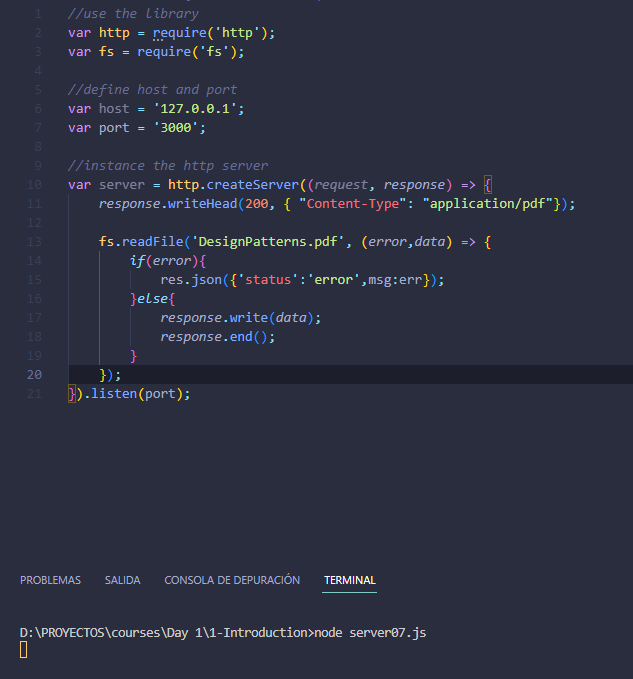 1 //use the library
2 var http = require('http');
3 var fs = require('fs');
4
5 //define host and port
6 var host = '127.0.0.1';
7 var port = '3000';
8
9 //instance the http server
10 var server = http.createServer((request, response) => {
11     response.writeHead(200, { "Content-Type": "application/pdf"});
12
13     fs.readFile('DesignPatterns.pdf', (error,data) => {
14         if(error){
15             res.json({'status':'error',msg:err});
16         }else{
17             response.write(data);
18             response.end();
19         }
20     });
21 }).listen(port);
PROBLEMAS SALIDA CONSOLA DE DEPURACIÓN TERMINAL
D:\PROYECTOS\courses\Day 1\1-Introduction>node server07.js